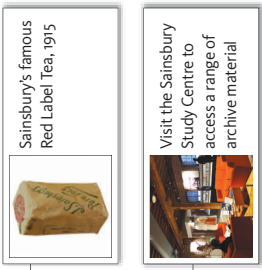 Sainsbury's famous
Red Label Tea, 1915
Visit the Sainsbury
Study Centre to
access a range of
archive material